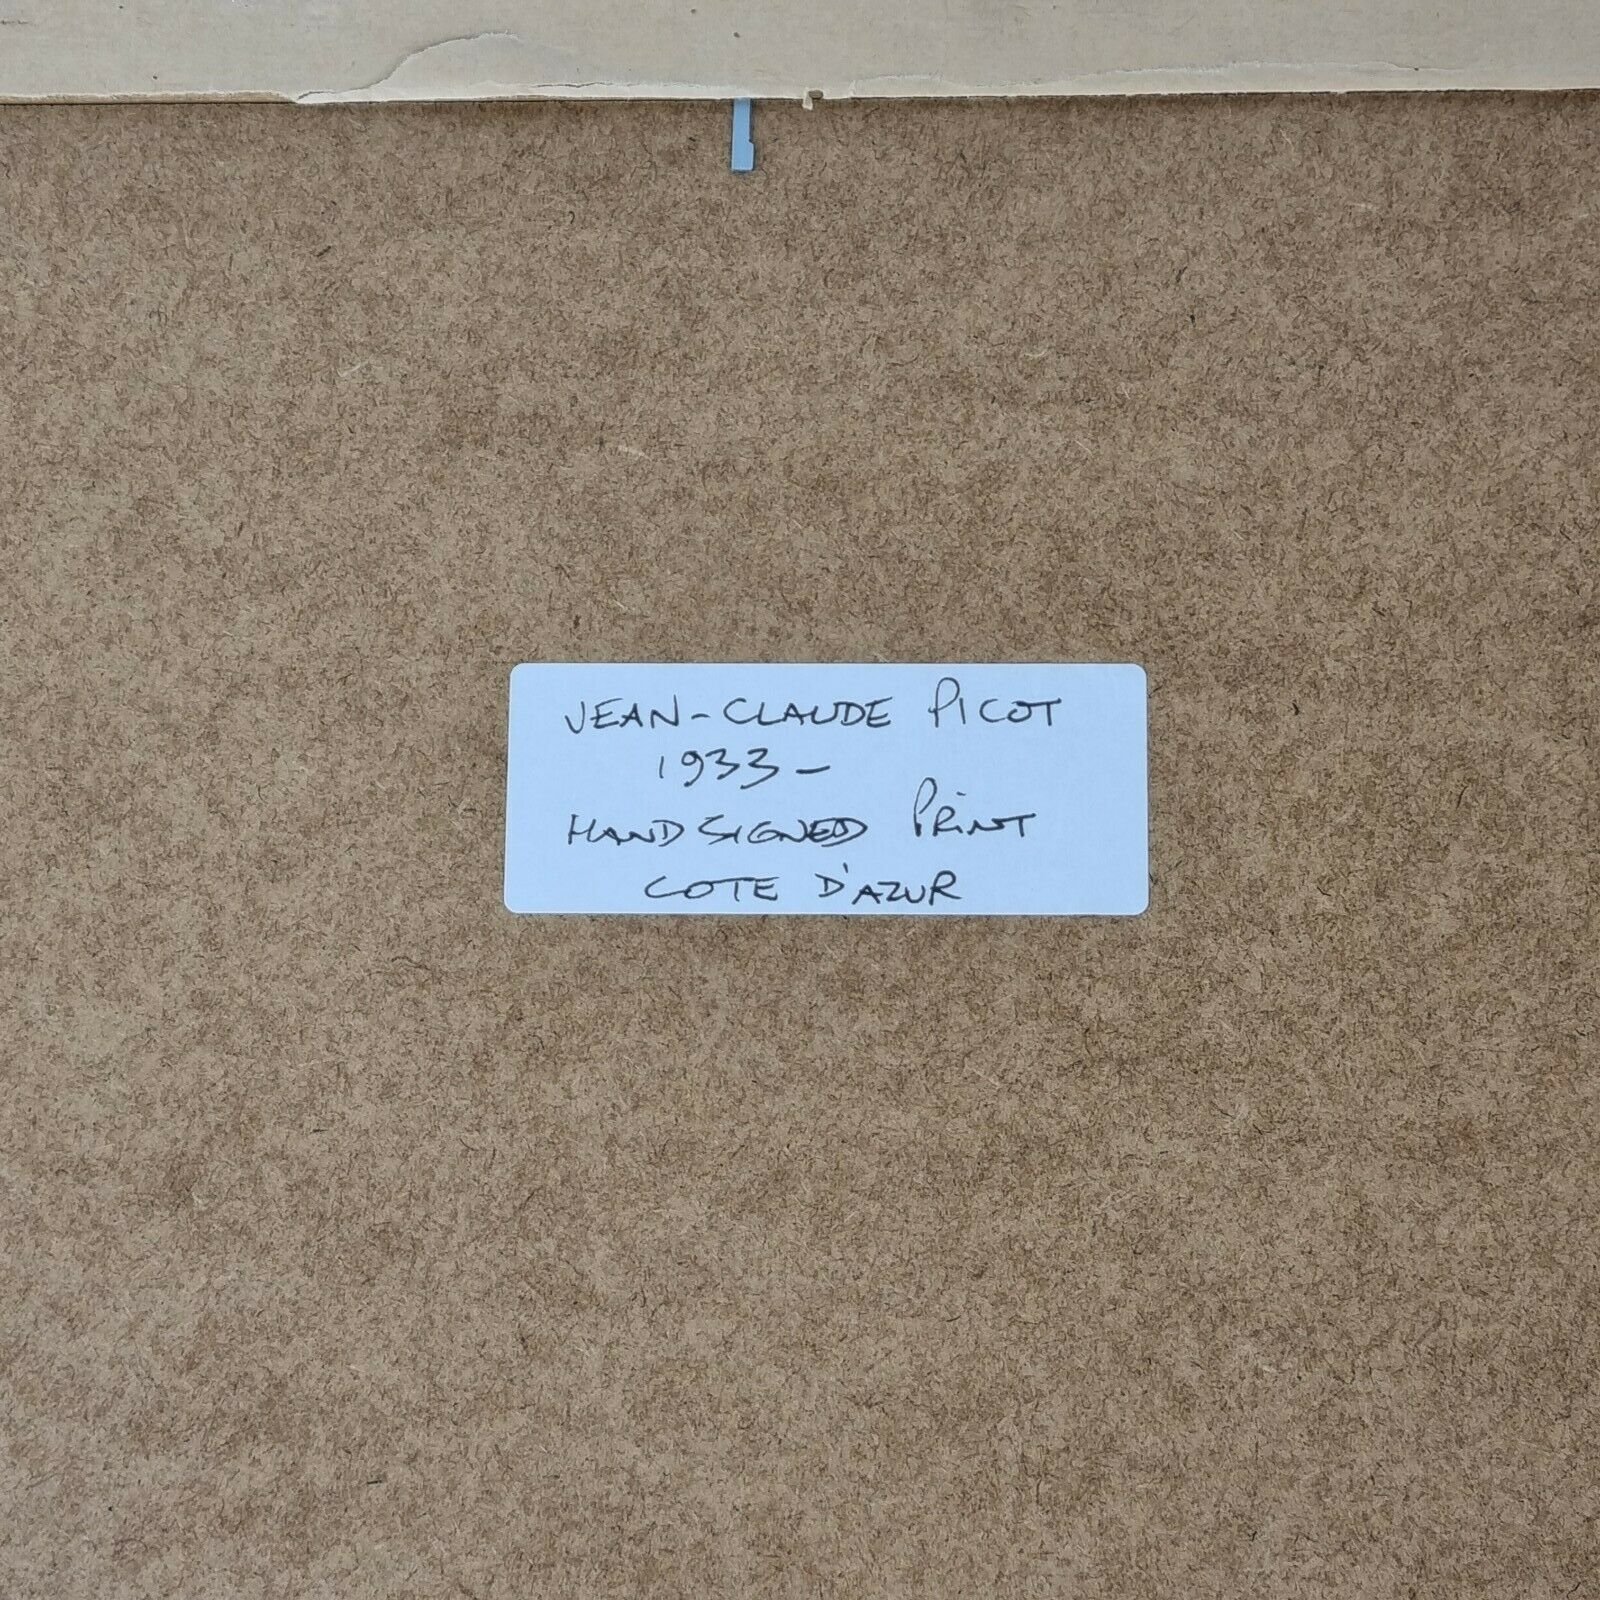 JEAN-CLAUDE PICOT
1933-
HAND SIGNED PRINT
COTE D'AZUR